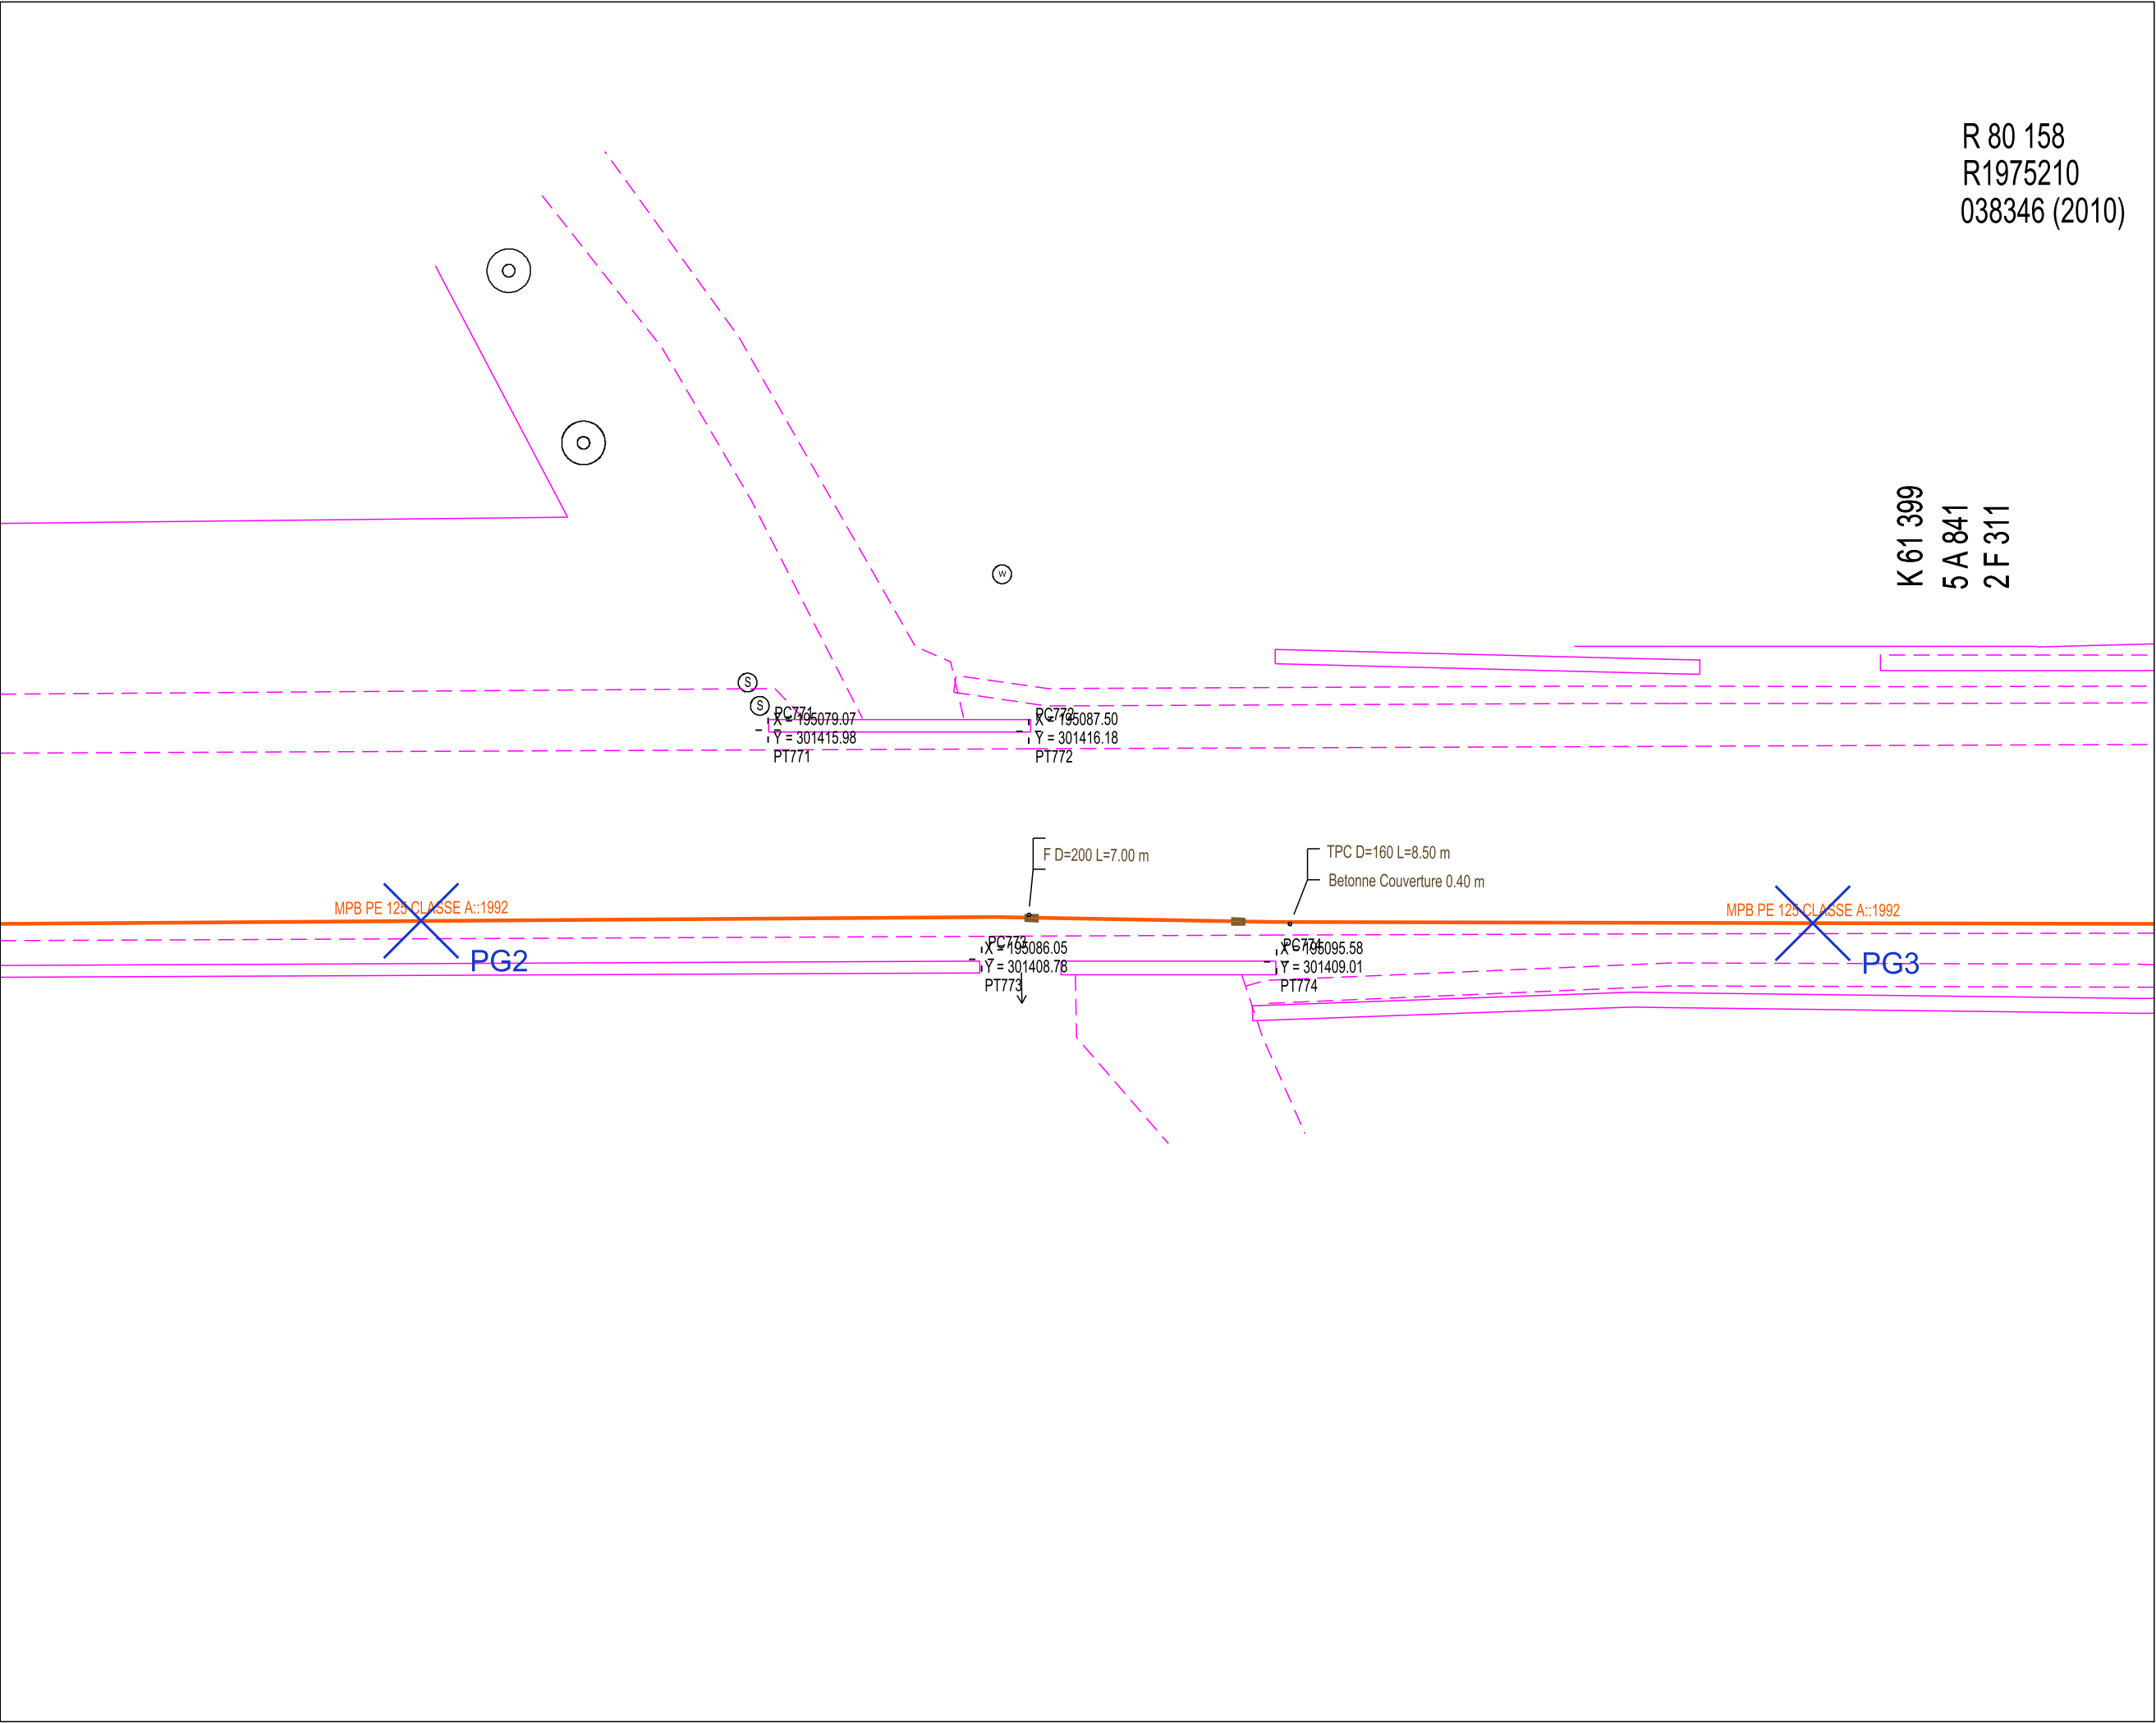 R 80 158
R1975210
038346 (2010)
K 61 399
5 A 841
2 F 311
W
S
S
PC771
X = 195079.07
Y = 301415.98
PT771
PC772
X = 195087.50
Y = 301416.18
PT772
F D=200 L=7.00 m
TPC D=160 L=8.50 m
Betonne Couverture 0.40 m
MPB PE 125 CLASSE A::1992
MPB PE 125 CLASSE A::1992
PG2
PC773
X = 195086.05
Y = 301408.78
PT773
PC774
X = 195095.58
Y = 301409.01
PT774
PG3